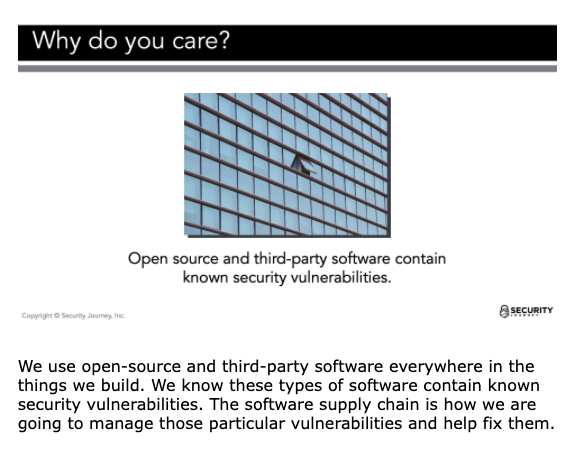 Why do you care?
Open source and third-party software contain
known security vulnerabilities.
Copyright © Security Journey, Inc.
SECURITY
JOURNEY
We use open-source and third-party software everywhere in the
things we build. We know these types of software contain known
security vulnerabilities. The software supply chain is how we are
going to manage those particular vulnerabilities and help fix them.